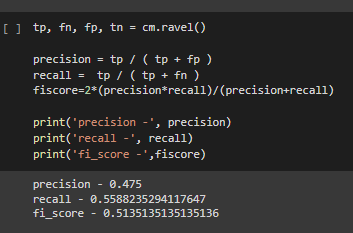 [ ] tp, fn, fp, tn = cm.ravel()
precision = tp / ( tp + fp )
recall =  tp / ( tp + fn )
fiscore=2*(precision*recall)/(precision+recall)
print('precision -', precision)
print('recall -', recall)
print('fi_score -',fiscore)
precision - 0.475
recall - 0.5588235294117647
fi_score - 0.5135135135135136